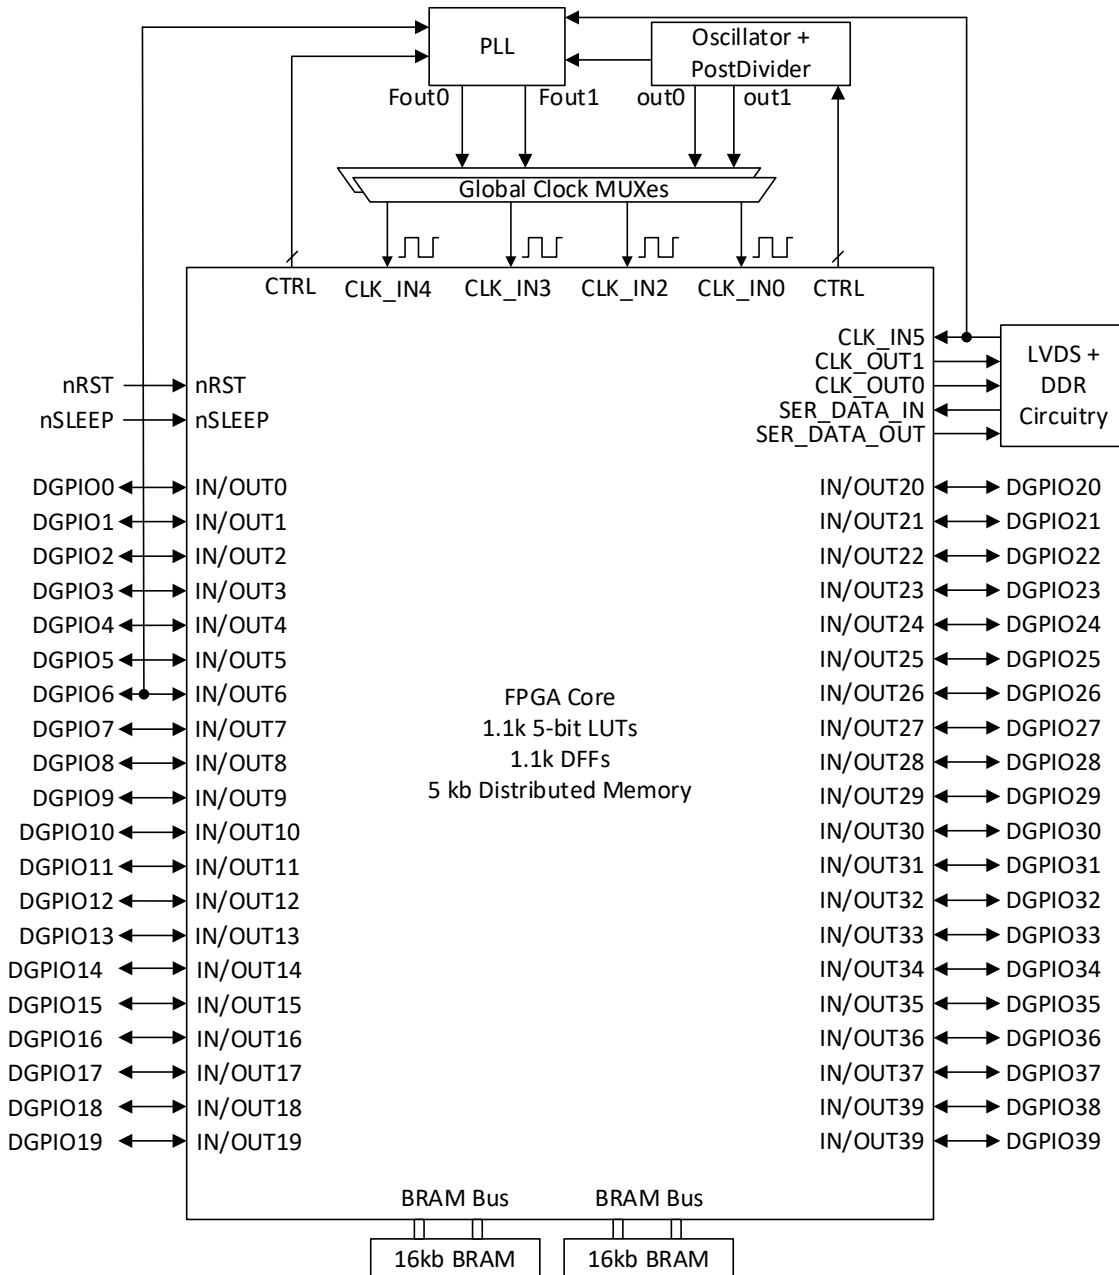 PLL
Oscillator +
PostDivider
Fout0 Fout1 out0 out1
Global Clock MUXes
CTRL CLK_IN4 CLK_IN3 CLK_IN2 CLK_IN0 CTRL
CLK_IN5
CLK_OUT1
CLK_OUT0
SER_DATA_IN
SER_DATA_OUT
LVDS +
DDR
Circuitry
nRST nRST
nSLEEP nSLEEP
DGPIO0 IN/OUT0 IN/OUT20 DGPIO20
DGPIO1 IN/OUT1 IN/OUT21 DGPIO21
DGPIO2 IN/OUT2 IN/OUT22 DGPIO22
DGPIO3 IN/OUT3 IN/OUT23 DGPIO23
DGPIO4 IN/OUT4 IN/OUT24 DGPIO24
DGPIO5 IN/OUT5 IN/OUT25 DGPIO25
DGPIO6 IN/OUT6 IN/OUT26 DGPIO26
DGPIO7 IN/OUT7 IN/OUT27 DGPIO27
DGPIO8 IN/OUT8 IN/OUT28 DGPIO28
DGPIO9 IN/OUT9 IN/OUT29 DGPIO29
DGPIO10 IN/OUT10 IN/OUT30 DGPIO30
DGPIO11 IN/OUT11 IN/OUT31 DGPIO31
DGPIO12 IN/OUT12 IN/OUT32 DGPIO32
DGPIO13 IN/OUT13 IN/OUT33 DGPIO33
DGPIO14 IN/OUT14 IN/OUT34 DGPIO34
DGPIO15 IN/OUT15 IN/OUT35 DGPIO35
DGPIO16 IN/OUT16 IN/OUT36 DGPIO36
DGPIO17 IN/OUT17 IN/OUT37 DGPIO37
DGPIO18 IN/OUT18 IN/OUT39 DGPIO38
DGPIO19 IN/OUT19 IN/OUT39 DGPIO39
FPGA Core
1.1k 5-bit LUTs
1.1k DFFs
5 kb Distributed Memory
BRAM Bus BRAM Bus
16kb BRAM 16kb BRAM